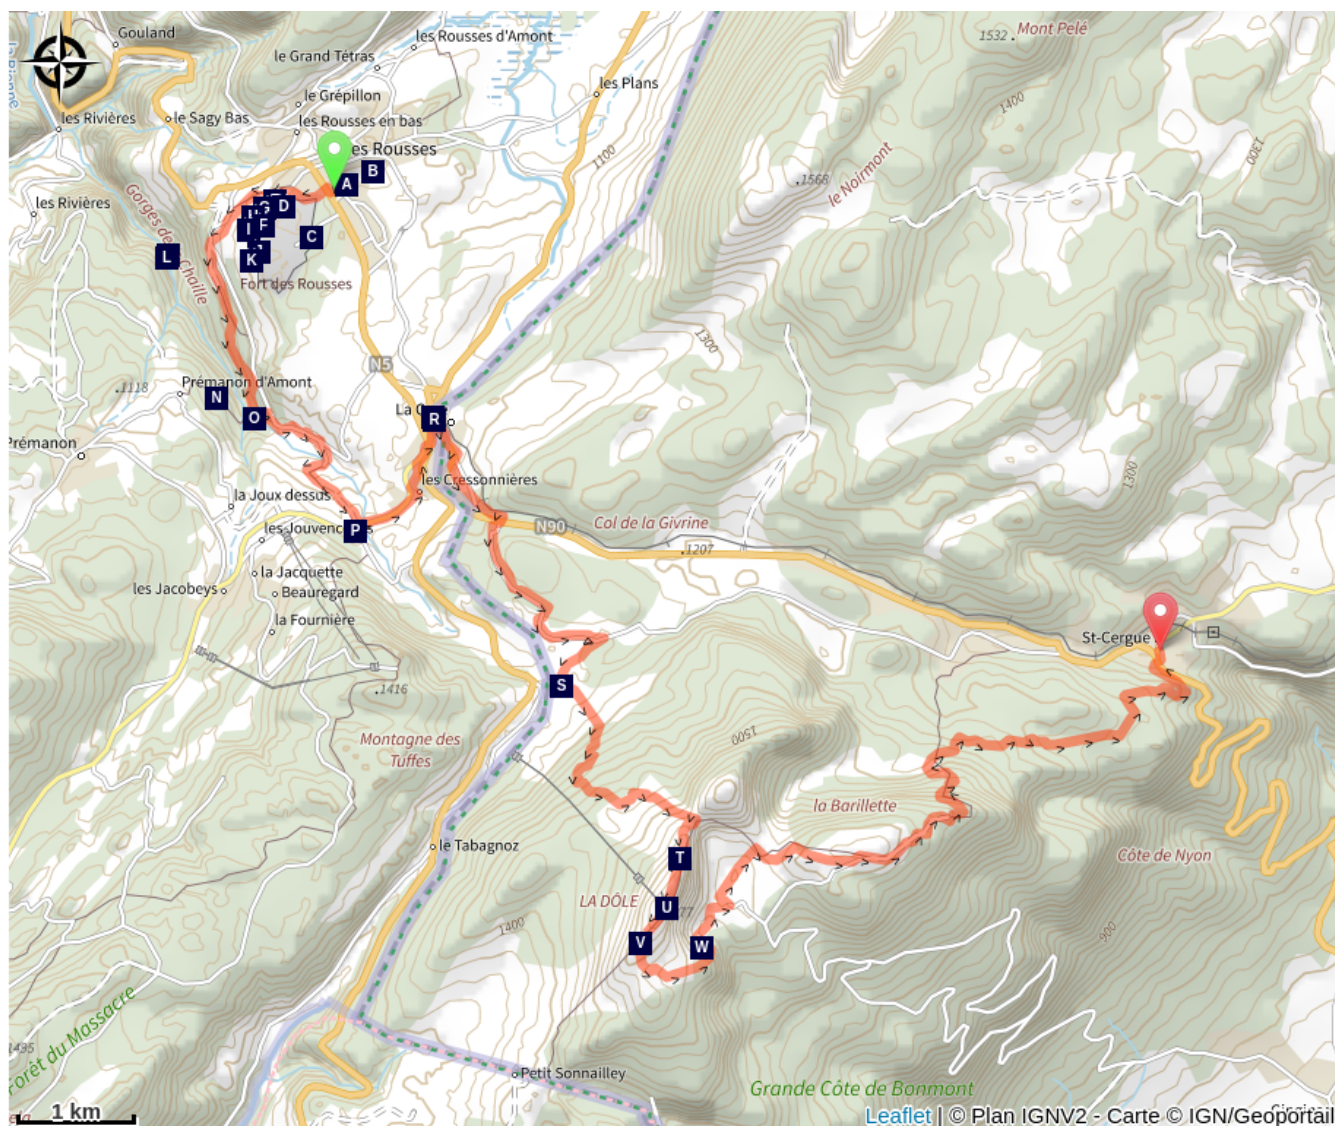 Gouland
les Rousses d'Amont
1532
Mont Pelé
le Grand Tétras
les Plans
le Grépillon
1400
les Rivières
le Sagy Bas
les Rousses en bas
es Rousses
1100
1300
B
A
1568
le Noirmont
les Rivières
G
D
F
I
C
L
K
Gorges de
Chaille
Fort des Rousses
1300
N5
Prémanon d'Amont
1118
N
O
La
R
Prémanon
1300
les Cressonnières
la Joux dessus
P
les Jouvenc
s
N90
Col de la Givrine
1207
la Jacquette
les Jacobeys
Beauregard
la Fournière
St-Cergue
S
1416
Montagne des
Tuffes
1500
la Barillette
le Tabagnoz
T
Côte de Nyon
LA DÔLE
U
77
1400
V
W
900
Forêt du Massacre
1495
Petit Sonnailley
Grande Côte de Bonmont
1 km
Leaflet | © Plan IGNV2 - Carte © IGN/Geoportail